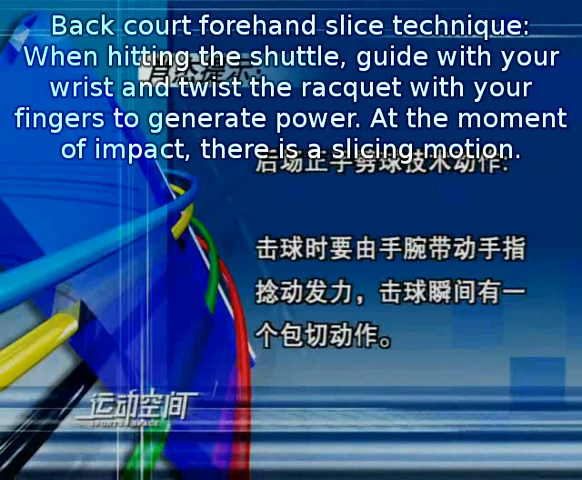 Back court forehand slice technique:
When hitting the shuttle, guide with your
wrist and twist the racquet with your
fingers to generate power. At the moment
of impact, there is a slicing motion.
后场正手劈球技术动作:
击球时要由手腕带动手指
捻动发力，击球瞬间有一
个包切动作。
运动空间
SPORTS SPACE